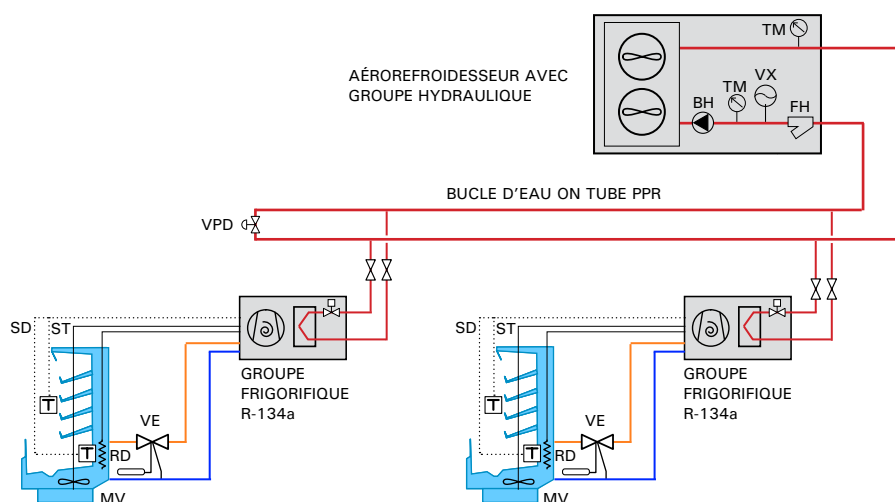 TM
AÉROREFROIDESSEUR AVEC
GROUPE HYDRAULIQUE
TM
VX
BH
FH
BUCLE D'EAU ON TUBE PPR
VPD
SD
ST
GROUPE
FRIGORIFIQUE
R-134a
T
VE
T
RD
MV
SD
ST
GROUPE
FRIGORIFIQUE
R-134a
T
VE
T
RD
MV